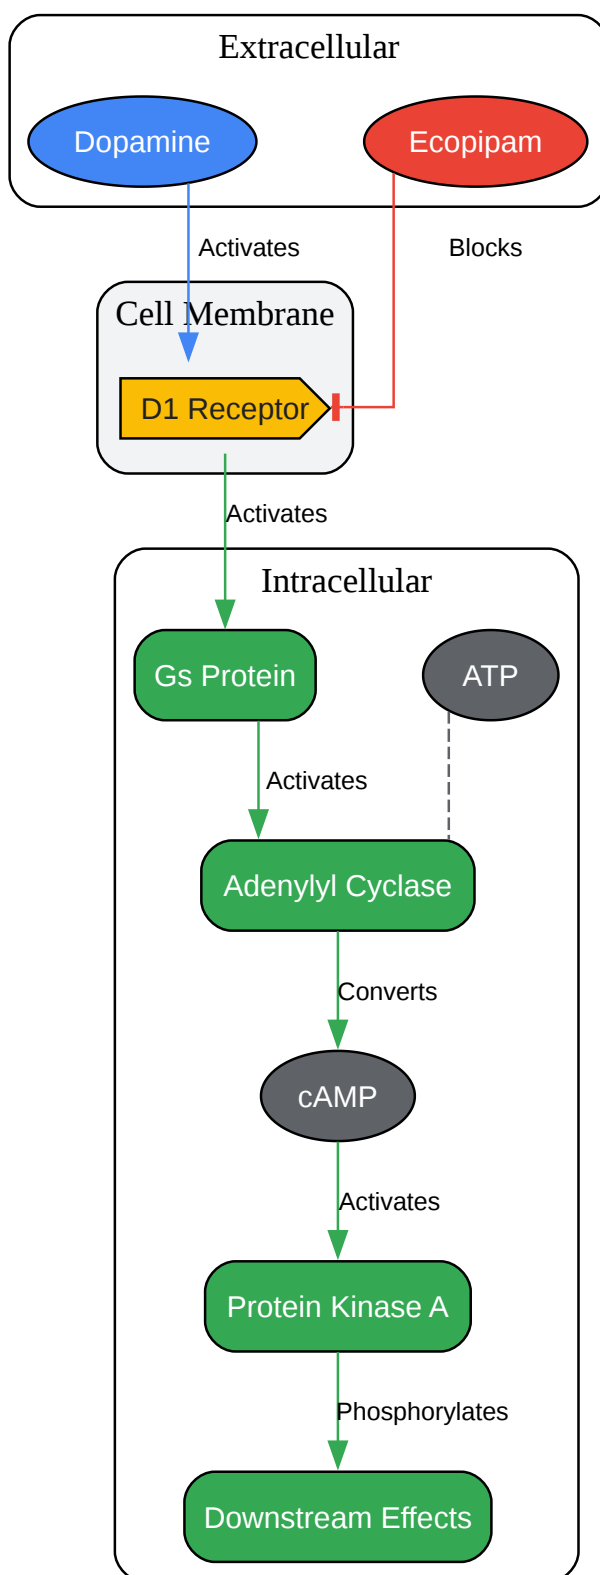 Extracellular
Dopamine
Ecopipam
Activates
Blocks
Cell Membrane
D1 Receptor
Activates
Intracellular
Gs Protein
ATP
Activates
Adenylyl Cyclase
Converts
cAMP
Activates
Protein Kinase A
Phosphorylates
Downstream Effects